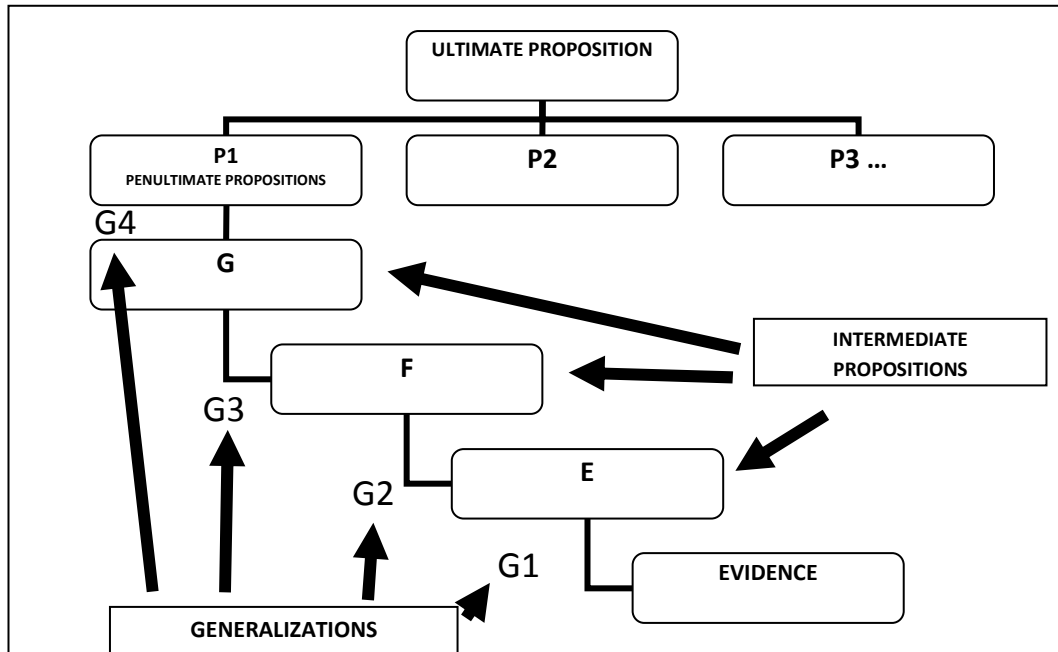 ULTIMATE PROPOSITION
P1
PENULTIMATE PROPOSITIONS
P2
P3 ...
G4
G
INTERMEDIATE
PROPOSITIONS
F
G3
E
G2
G1
EVIDENCE
GENERALIZATIONS